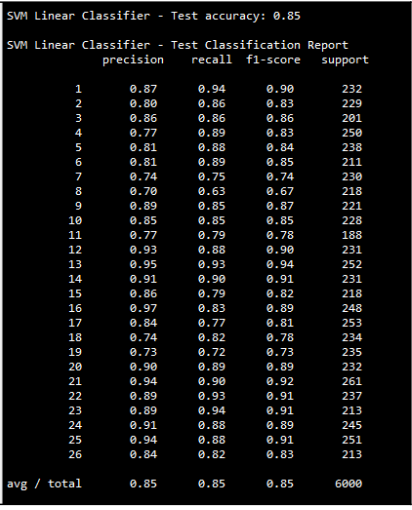 SVM Linear Classifier - Test accuracy: 0.85
SVM Linear Classifier - Test Classification Report
precision recall f1-score support
1 0.87 0.94 0.90 232
2 0.80 0.86 0.83 229
3 0.86 0.86 0.86 201
4 0.77 0.89 0.83 250
5 0.81 0.88 0.84 238
6 0.81 0.89 0.85 211
7 0.74 0.75 0.74 230
8 0.70 0.63 0.67 218
9 0.89 0.85 0.87 221
10 0.85 0.85 0.85 228
11 0.77 0.79 0.78 188
12 0.93 0.88 0.90 231
13 0.95 0.93 0.94 252
14 0.91 0.90 0.91 231
15 0.86 0.79 0.82 218
16 0.97 0.83 0.89 248
17 0.84 0.77 0.81 253
18 0.74 0.82 0.78 234
19 0.73 0.72 0.73 235
20 0.90 0.89 0.89 232
21 0.94 0.90 0.92 261
22 0.89 0.93 0.91 237
23 0.89 0.94 0.91 213
24 0.91 0.88 0.89 245
25 0.94 0.88 0.91 251
26 0.84 0.82 0.83 213
avg / total 0.85 0.85 0.85 6000